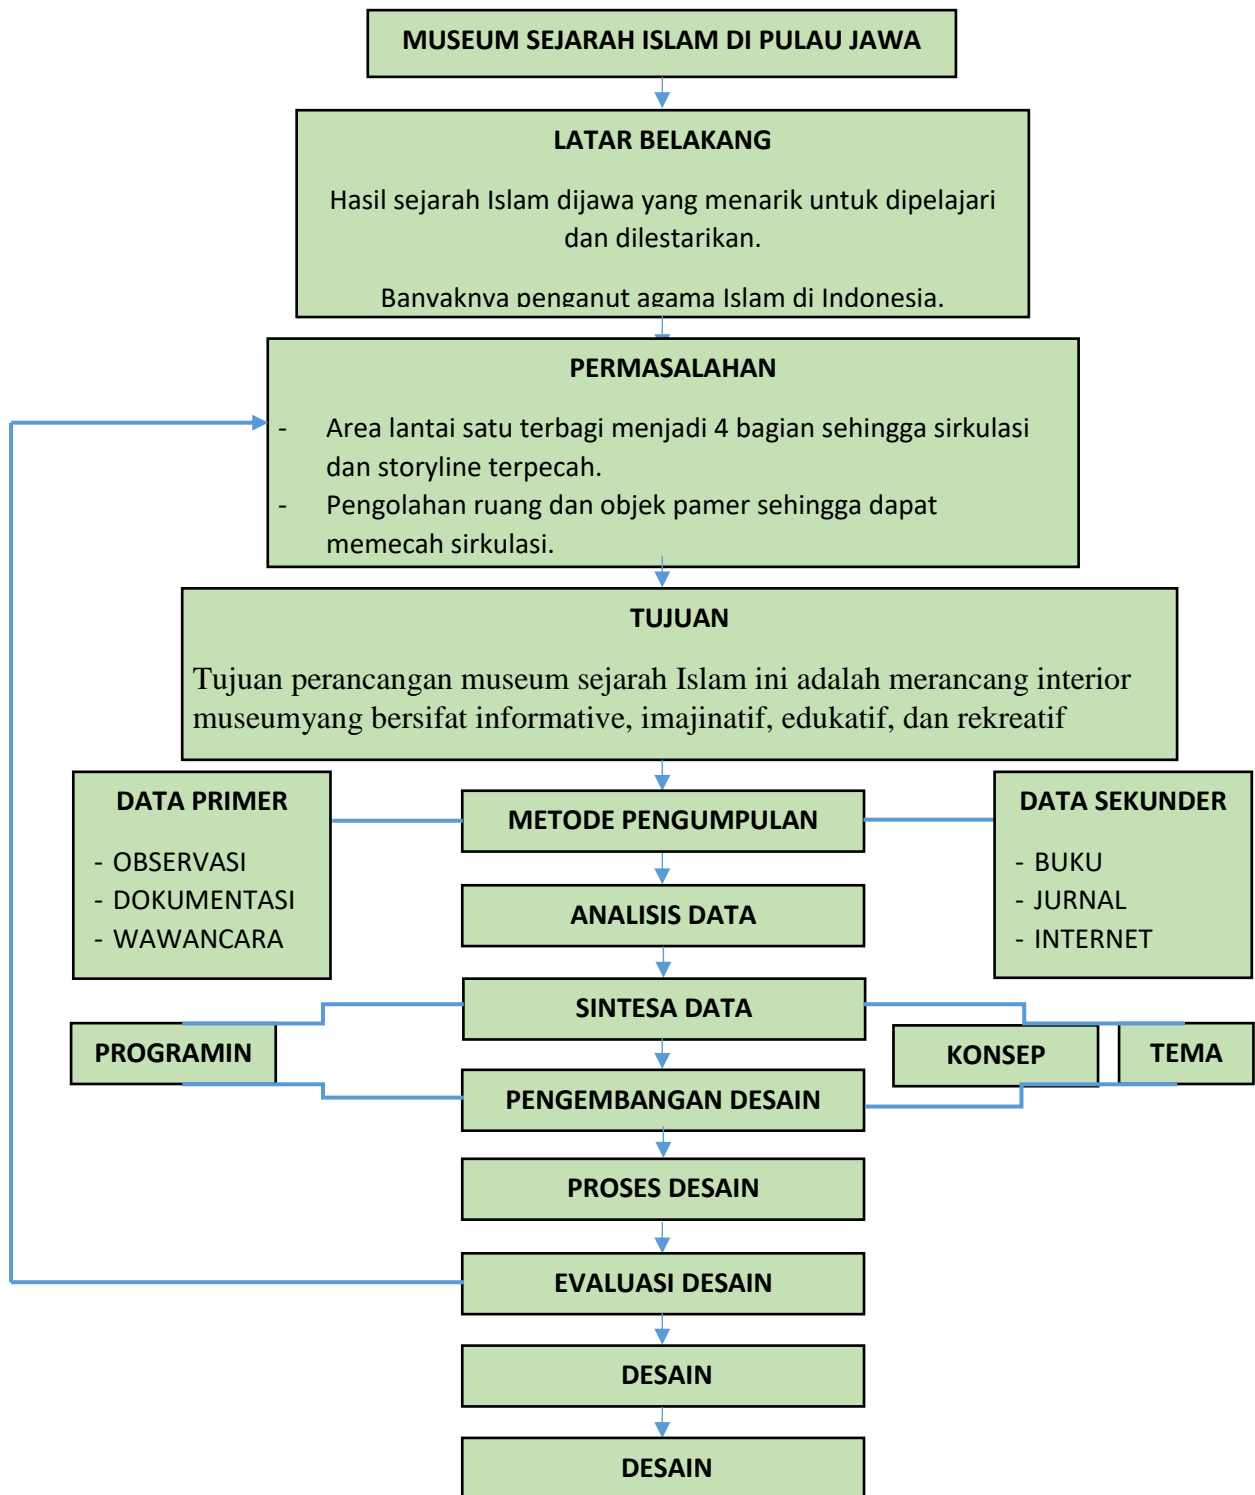 MUSEUM SEJARAH ISLAM DI PULAU JAWA
LATAR BELAKANG
Hasil sejarah Islam dijawa yang menarik untuk dipelajari
dan dilestarikan.
Banyaknya penganut agama Islam di Indonesia.
PERMASALAHAN
- Area lantai satu terbagi menjadi 4 bagian sehingga sirkulasi
dan storyline terpecah.
- Pengolahan ruang dan objek pamer sehingga dapat
memecah sirkulasi.
TUJUAN
Tujuan perancangan museum sejarah Islam ini adalah merancang interior
museumyang bersifat informative, imajinatif, edukatif, dan rekreatif
DATA PRIMER
- OBSERVASI
- DOKUMENTASI
- WAWANCARA
METODE PENGUMPULAN
DATA SEKUNDER
- BUKU
- JURNAL
- INTERNET
ANALISIS DATA
SINTESA DATA
PROGRAMIN
KONSEP
TEMA
PENGEMBANGAN DESAIN
PROSES DESAIN
EVALUASI DESAIN
DESAIN
DESAIN